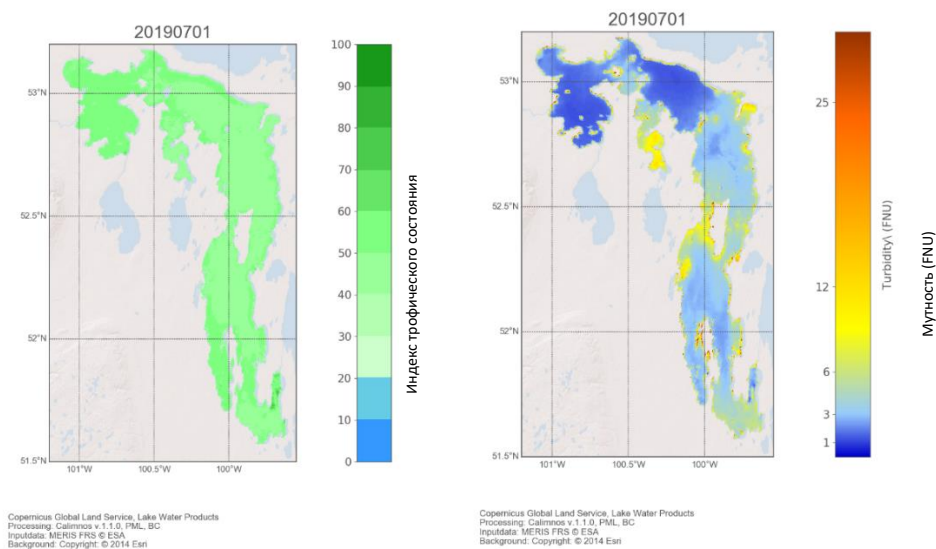 20190701
100
90
80
70
60
50
40
30
20
10
0
53°N
52.5°N
52°N
51.5°N
101°W
100.5°W
100°W
Индекс трофического состояния
Copernicus Global Land Service, Lake Water Products
Processing: Calimnos v.1.1.0, PML, BC
Inputdata: MERIS FRS © ESA
Background: Copyright: © 2014 Esri
20190701
25
12
6
3
1
53°N
52.5°N
52°N
51.5°N
101°W
100.5°W
100°W
Turbidity\ (FNU)
Мутность (FNU)
Copernicus Global Land Service, Lake Water Products
Processing: Calimnos v.1.1.0, PML, BC
Inputdata: MERIS FRS © ESA
Background: Copyright: © 2014 Esri